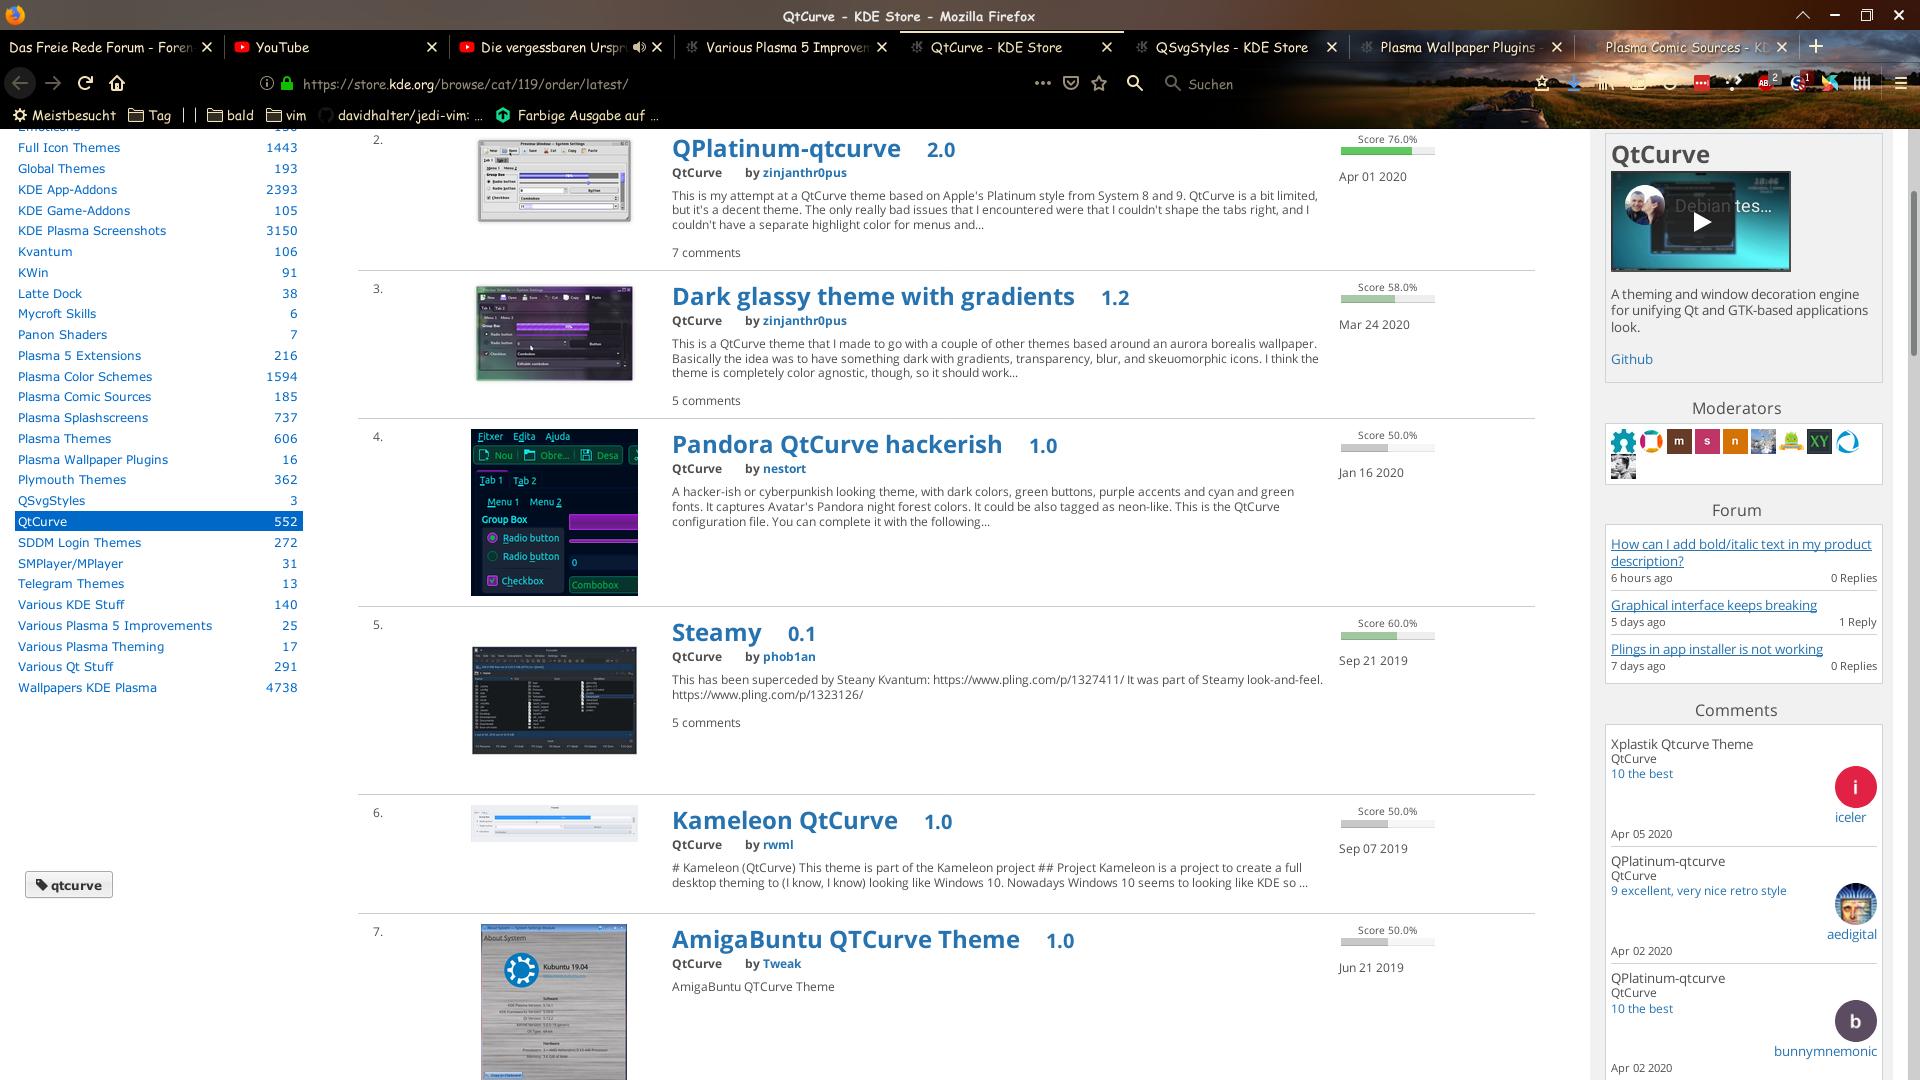 QtCurve - KDE Store - Mozilla Firefox
Das Freie Rede Forum - Foren
YouTube
Die vergessbaren Urspr
Various Plasma 5 Improvem
QtCurve - KDE Store
QSvgStyles - KDE Store
Plasma Wallpaper Plugins -
Plasma Comic Sources - KD
https://store.kde.org/browse/cat/119/order/latest/
Suchen
Meistbesucht
Tag
bald
vim
davidhalter/jedi-vim: ...
Farbige Ausgabe auf ...
Emoticons 130
Full Icon Themes 1443
Global Themes 193
KDE App-Addons 2393
KDE Game-Addons 105
KDE Plasma Screenshots 3150
Kvantum 106
KWin 91
Latte Dock 38
Mycroft Skills 6
Panon Shaders 7
Plasma 5 Extensions 216
Plasma Color Schemes 1594
Plasma Comic Sources 185
Plasma Splashscreens 737
Plasma Themes 606
Plasma Wallpaper Plugins 16
Plymouth Themes 362
QSvgStyles 3
QtCurve 552
SDDM Login Themes 272
SMPlayer/MPlayer 31
Telegram Themes 13
Various KDE Stuff 140
Various Plasma 5 Improvements 25
Various Plasma Theming 17
Various Qt Stuff 291
Wallpapers KDE Plasma 4738
qtcurve
2.
QPlatinum-qtcurve 2.0
QtCurve by zinjanthr0pus
This is my attempt at a QtCurve theme based on Apple's Platinum style from System 8 and 9. QtCurve is a bit limited,
but it's a decent theme. The only really bad issues that I encountered were that I couldn't shape the tabs right, and I
couldn't have a separate highlight color for menus and...
7 comments
Score 76.0%
Apr 01 2020
3.
Dark glassy theme with gradients 1.2
QtCurve by zinjanthr0pus
This is a QtCurve theme that I made to go with a couple of other themes based around an aurora borealis wallpaper.
Basically the idea was to have something dark with gradients, transparency, blur, and skeuomorphic icons. I think the
theme is completely color agnostic, though, so it should work...
5 comments
Score 58.0%
Mar 24 2020
4.
Fitxer Edita Ajuda
Nou Obre... Desa
Tab 1 Tab 2
Menu 1 Menu 2
Group Box
Radio button
Radio button
0
Checkbox
Combobox
Pandora QtCurve hackerish 1.0
QtCurve by nestort
A hacker-ish or cyberpunkish looking theme, with dark colors, green buttons, purple accents and cyan and green
fonts. It captures Avatar's Pandora night forest colors. It could be also tagged as neon-like. This is the QtCurve
configuration file. You can complete it with the following...
Score 50.0%
Jan 16 2020
5.
Steamy 0.1
QtCurve by phob1an
This has been superceded by Steany Kvantum: https://www.pling.com/p/1327411/ It was part of Steamy look-and-feel.
https://www.pling.com/p/1323126/
5 comments
Score 60.0%
Sep 21 2019
6.
Kameleon QtCurve 1.0
QtCurve by rwml
# Kameleon (QtCurve) This theme is part of the Kameleon project ## Project Kameleon is a project to create a full
desktop theming to (I know, I know) looking like Windows 10. Nowadays Windows 10 seems to looking like KDE so ...
Score 50.0%
Sep 07 2019
7.
About System
Kubuntu 19.04
AmigaBuntu QTCurve Theme 1.0
QtCurve by Tweak
AmigaBuntu QTCurve Theme
Score 50.0%
Jun 21 2019
QtCurve
Debian tes...
A theming and window decoration engine
for unifying Qt and GTK-based applications
look.
Github
Moderators
m s n XY
Forum
How can I add bold/italic text in my product
description?
6 hours ago 0 Replies
Graphical interface keeps breaking
5 days ago 1 Reply
Plings in app installer is not working
7 days ago 0 Replies
Comments
Xplastik Qtcurve Theme
QtCurve
10 the best
i
iceler
Apr 05 2020
QPlatinum-qtcurve
QtCurve
9 excellent, very nice retro style
aedigital
Apr 02 2020
QPlatinum-qtcurve
QtCurve
10 the best
b
bunnymnemonic
Apr 02 2020